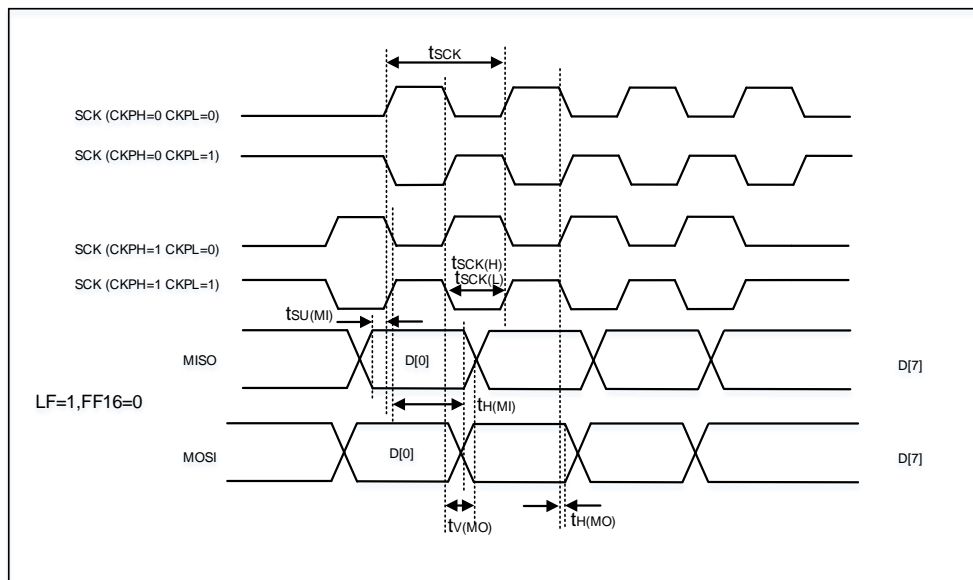 tSCK
SCK (CKPH=0 CKPL=0)
SCK (CKPH=0 CKPL=1)
SCK (CKPH=1 CKPL=0)
tSCK(H)
tSCK(L)
SCK (CKPH=1 CKPL=1)
tSU(MI)
MISO
D[0]
D[7]
LF=1,FF16=0
tH(MI)
MOSI
D[0]
D[7]
tV(MO)
tH(MO)